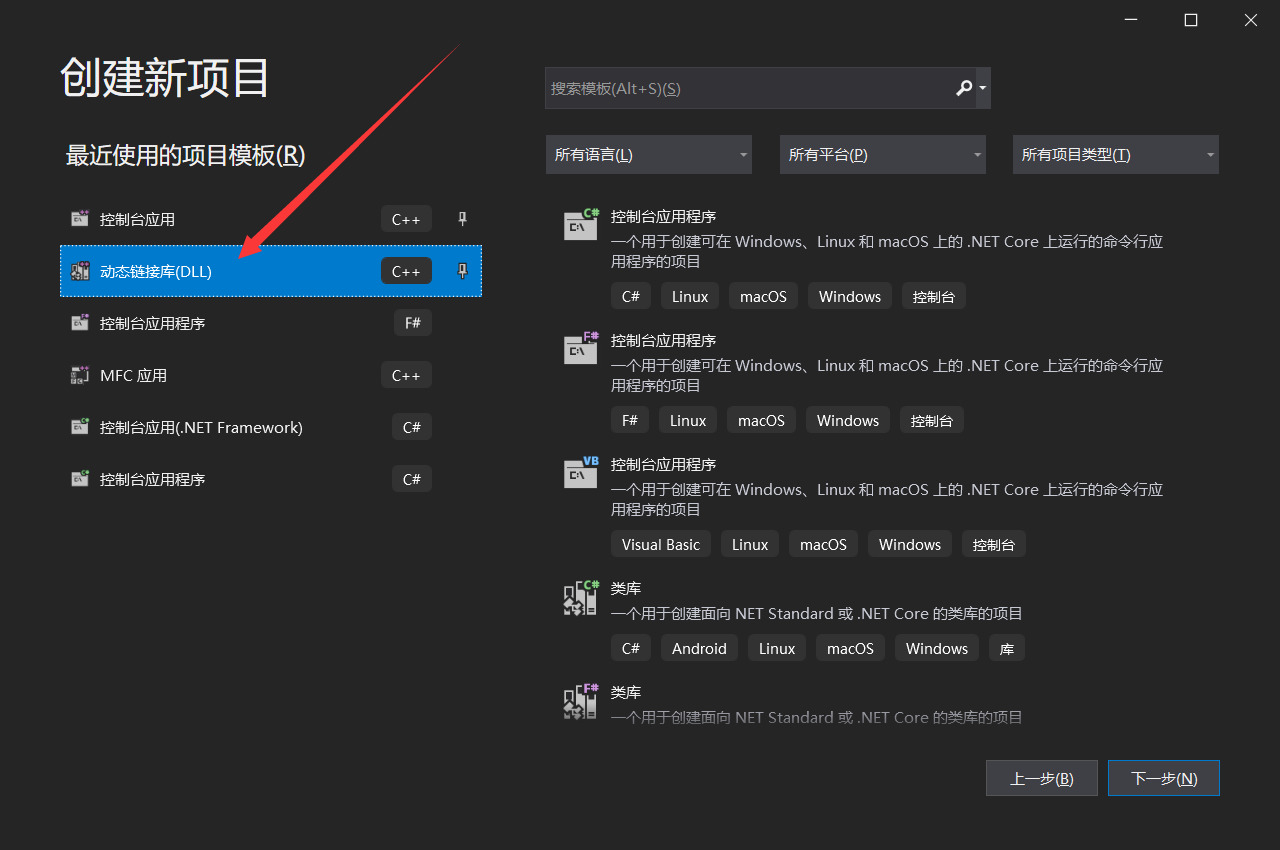 创建新项目
最近使用的项目模板(R)
控制台应用
C++
动态链接库(DLL)
C++
控制台应用程序
F#
MFC 应用
C++
控制台应用(.NET Framework)
C#
控制台应用程序
C#
搜索模板(Alt+S)(S)
所有语言(L)
所有平台(P)
所有项目类型(T)
C#
控制台应用程序
一个用于创建可在 Windows、Linux 和 macOS 上的 .NET Core 上运行的命令行应
用程序的项目
C# Linux macOS Windows 控制台
F#
控制台应用程序
一个用于创建可在 Windows、Linux 和 macOS 上的 .NET Core 上运行的命令行应
用程序的项目
F# Linux macOS Windows 控制台
VB
控制台应用程序
一个用于创建可在 Windows、Linux 和 macOS 上的 .NET Core 上运行的命令行应
用程序的项目
Visual Basic Linux macOS Windows 控制台
C#
类库
一个用于创建面向 NET Standard 或 .NET Core 的类库的项目
C# Android Linux macOS Windows 库
F#
类库
一个用于创建面向 NET Standard 或 .NET Core 的类库的项目
上一步(B)
下一步(N)